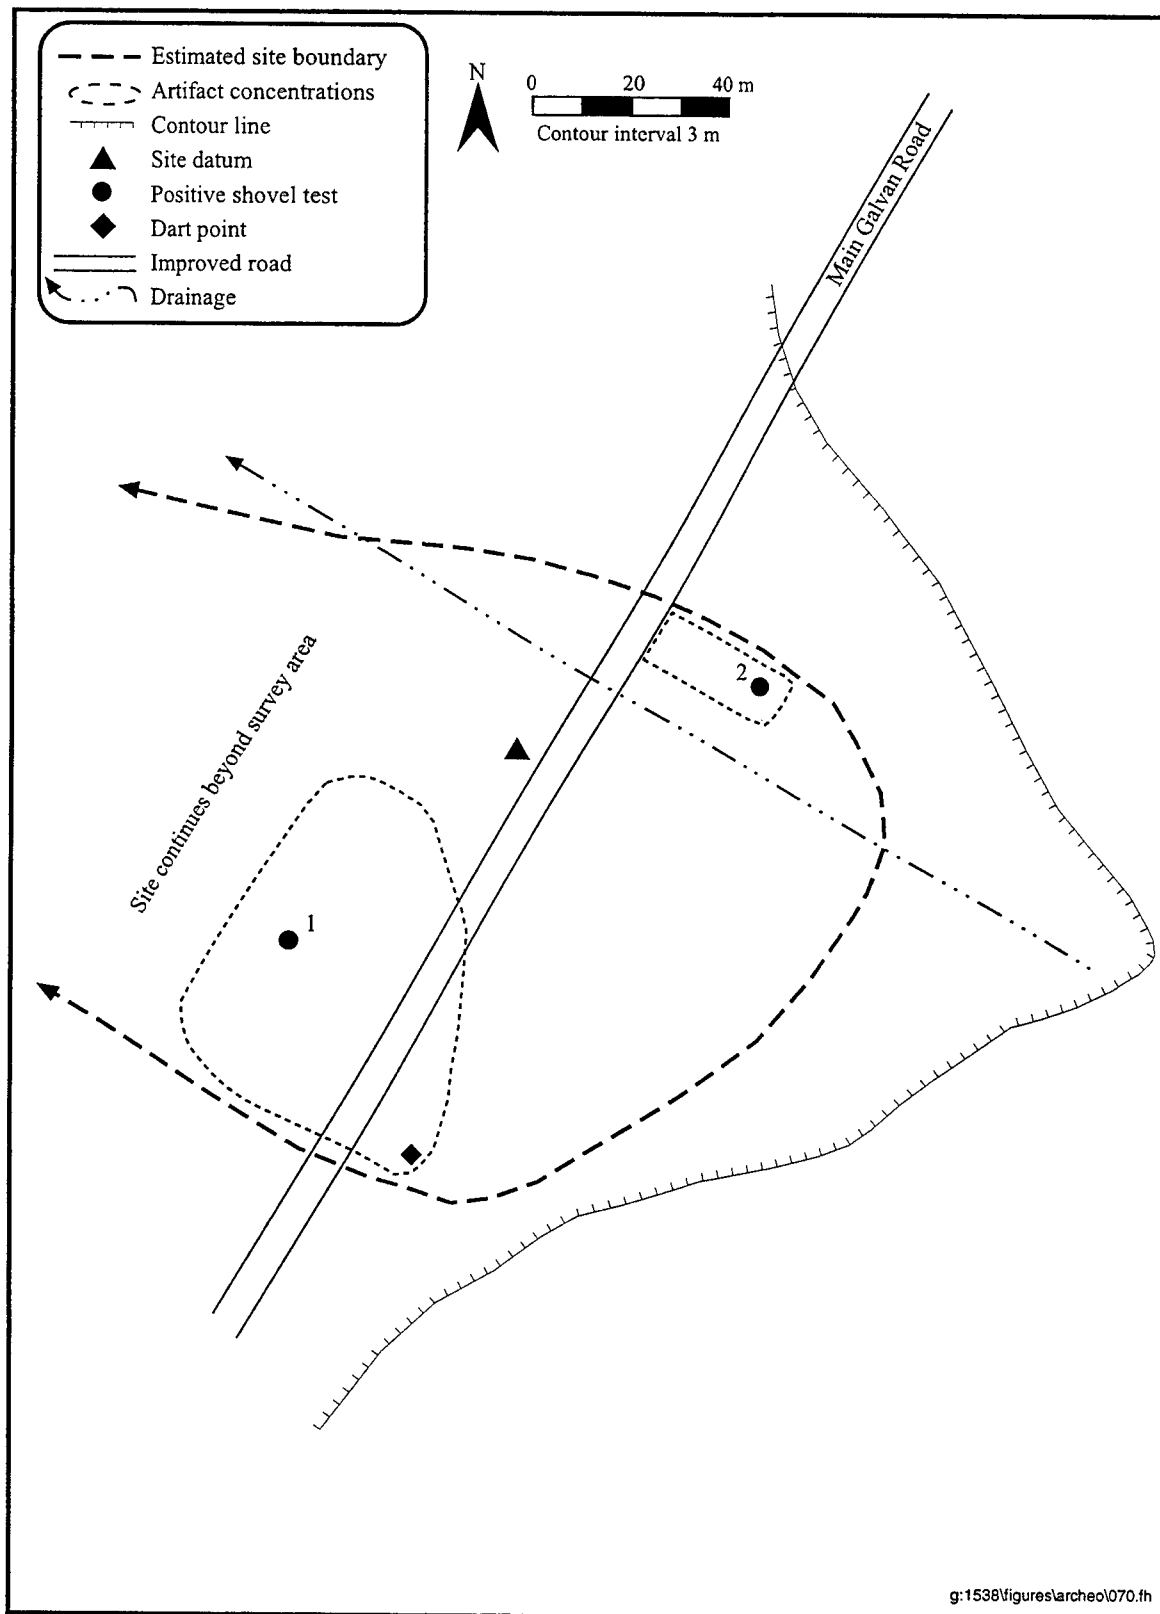 Estimated site boundary
Artifact concentrations
Contour line
Site datum
Positive shovel test
Dart point
Improved road
Drainage
N
0 20 40 m
Contour interval 3 m
Main Galvan Road
Site continues beyond survey area
2
1
g:1538\figures\archeo\070.fh